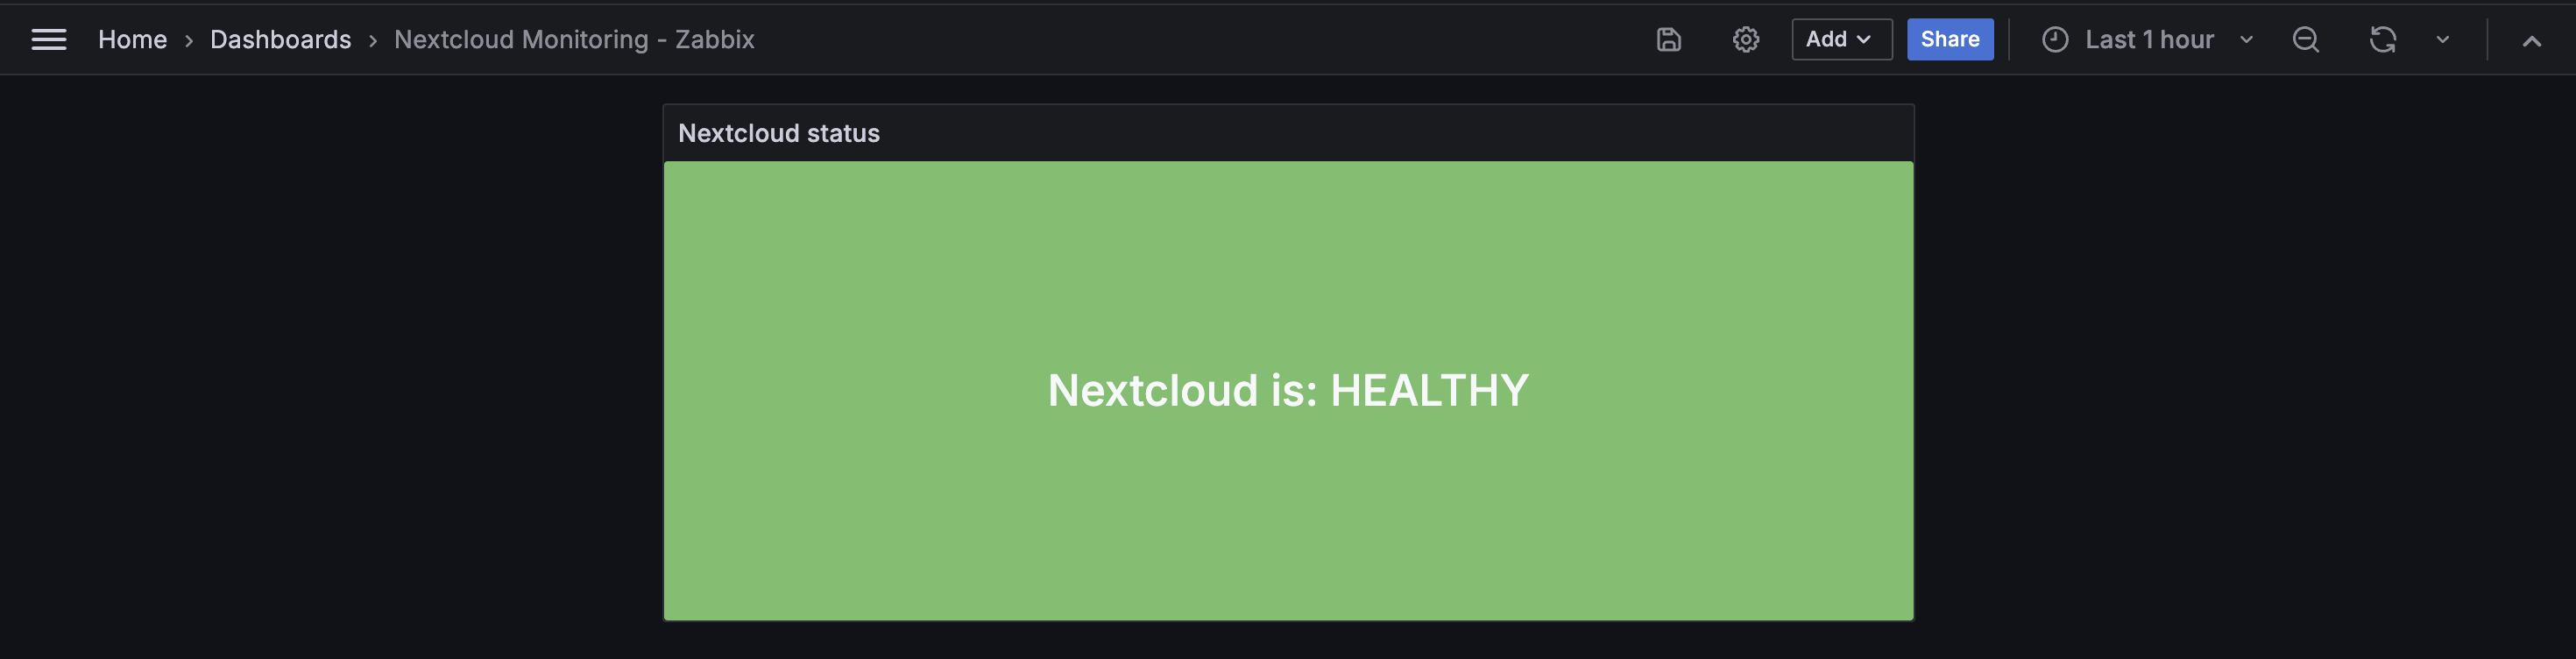 Home › Dashboards › Nextcloud Monitoring - Zabbix
Add
Share
Last 1 hour
Nextcloud status
Nextcloud is: HEALTHY